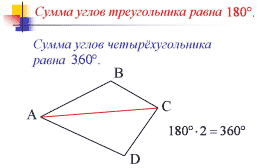 Сумма углов треугольника равна 180°.
Сумма углов четырёхугольника
равна 360°.
B
A
C
180°·2 = 360°
D